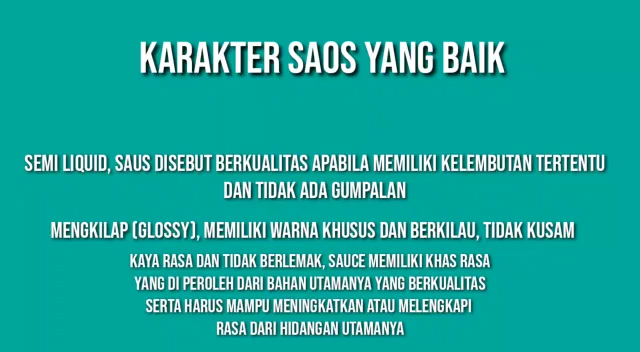 KARAKTER SAOS YANG BAIK
SEMI LIQUID, SAUS DISEBUT BERKUALITAS APABILA MEMILIKI KELEMBUTAN TERTENTU
DAN TIDAK ADA GUMPALAN
MENGKILAP (GLOSSY), MEMILIKI WARNA KHUSUS DAN BERKILAU, TIDAK KUSAM
KAYA RASA DAN TIDAK BERLEMAK, SAUCE MEMILIKI KHAS RASA
YANG DI PEROLEH DARI BAHAN UTAMANYA YANG BERKUALITAS
SERTA HARUS MAMPU MENINGKATKAN ATAU MELENGKAPI
RASA DARI HIDANGAN UTAMANYA